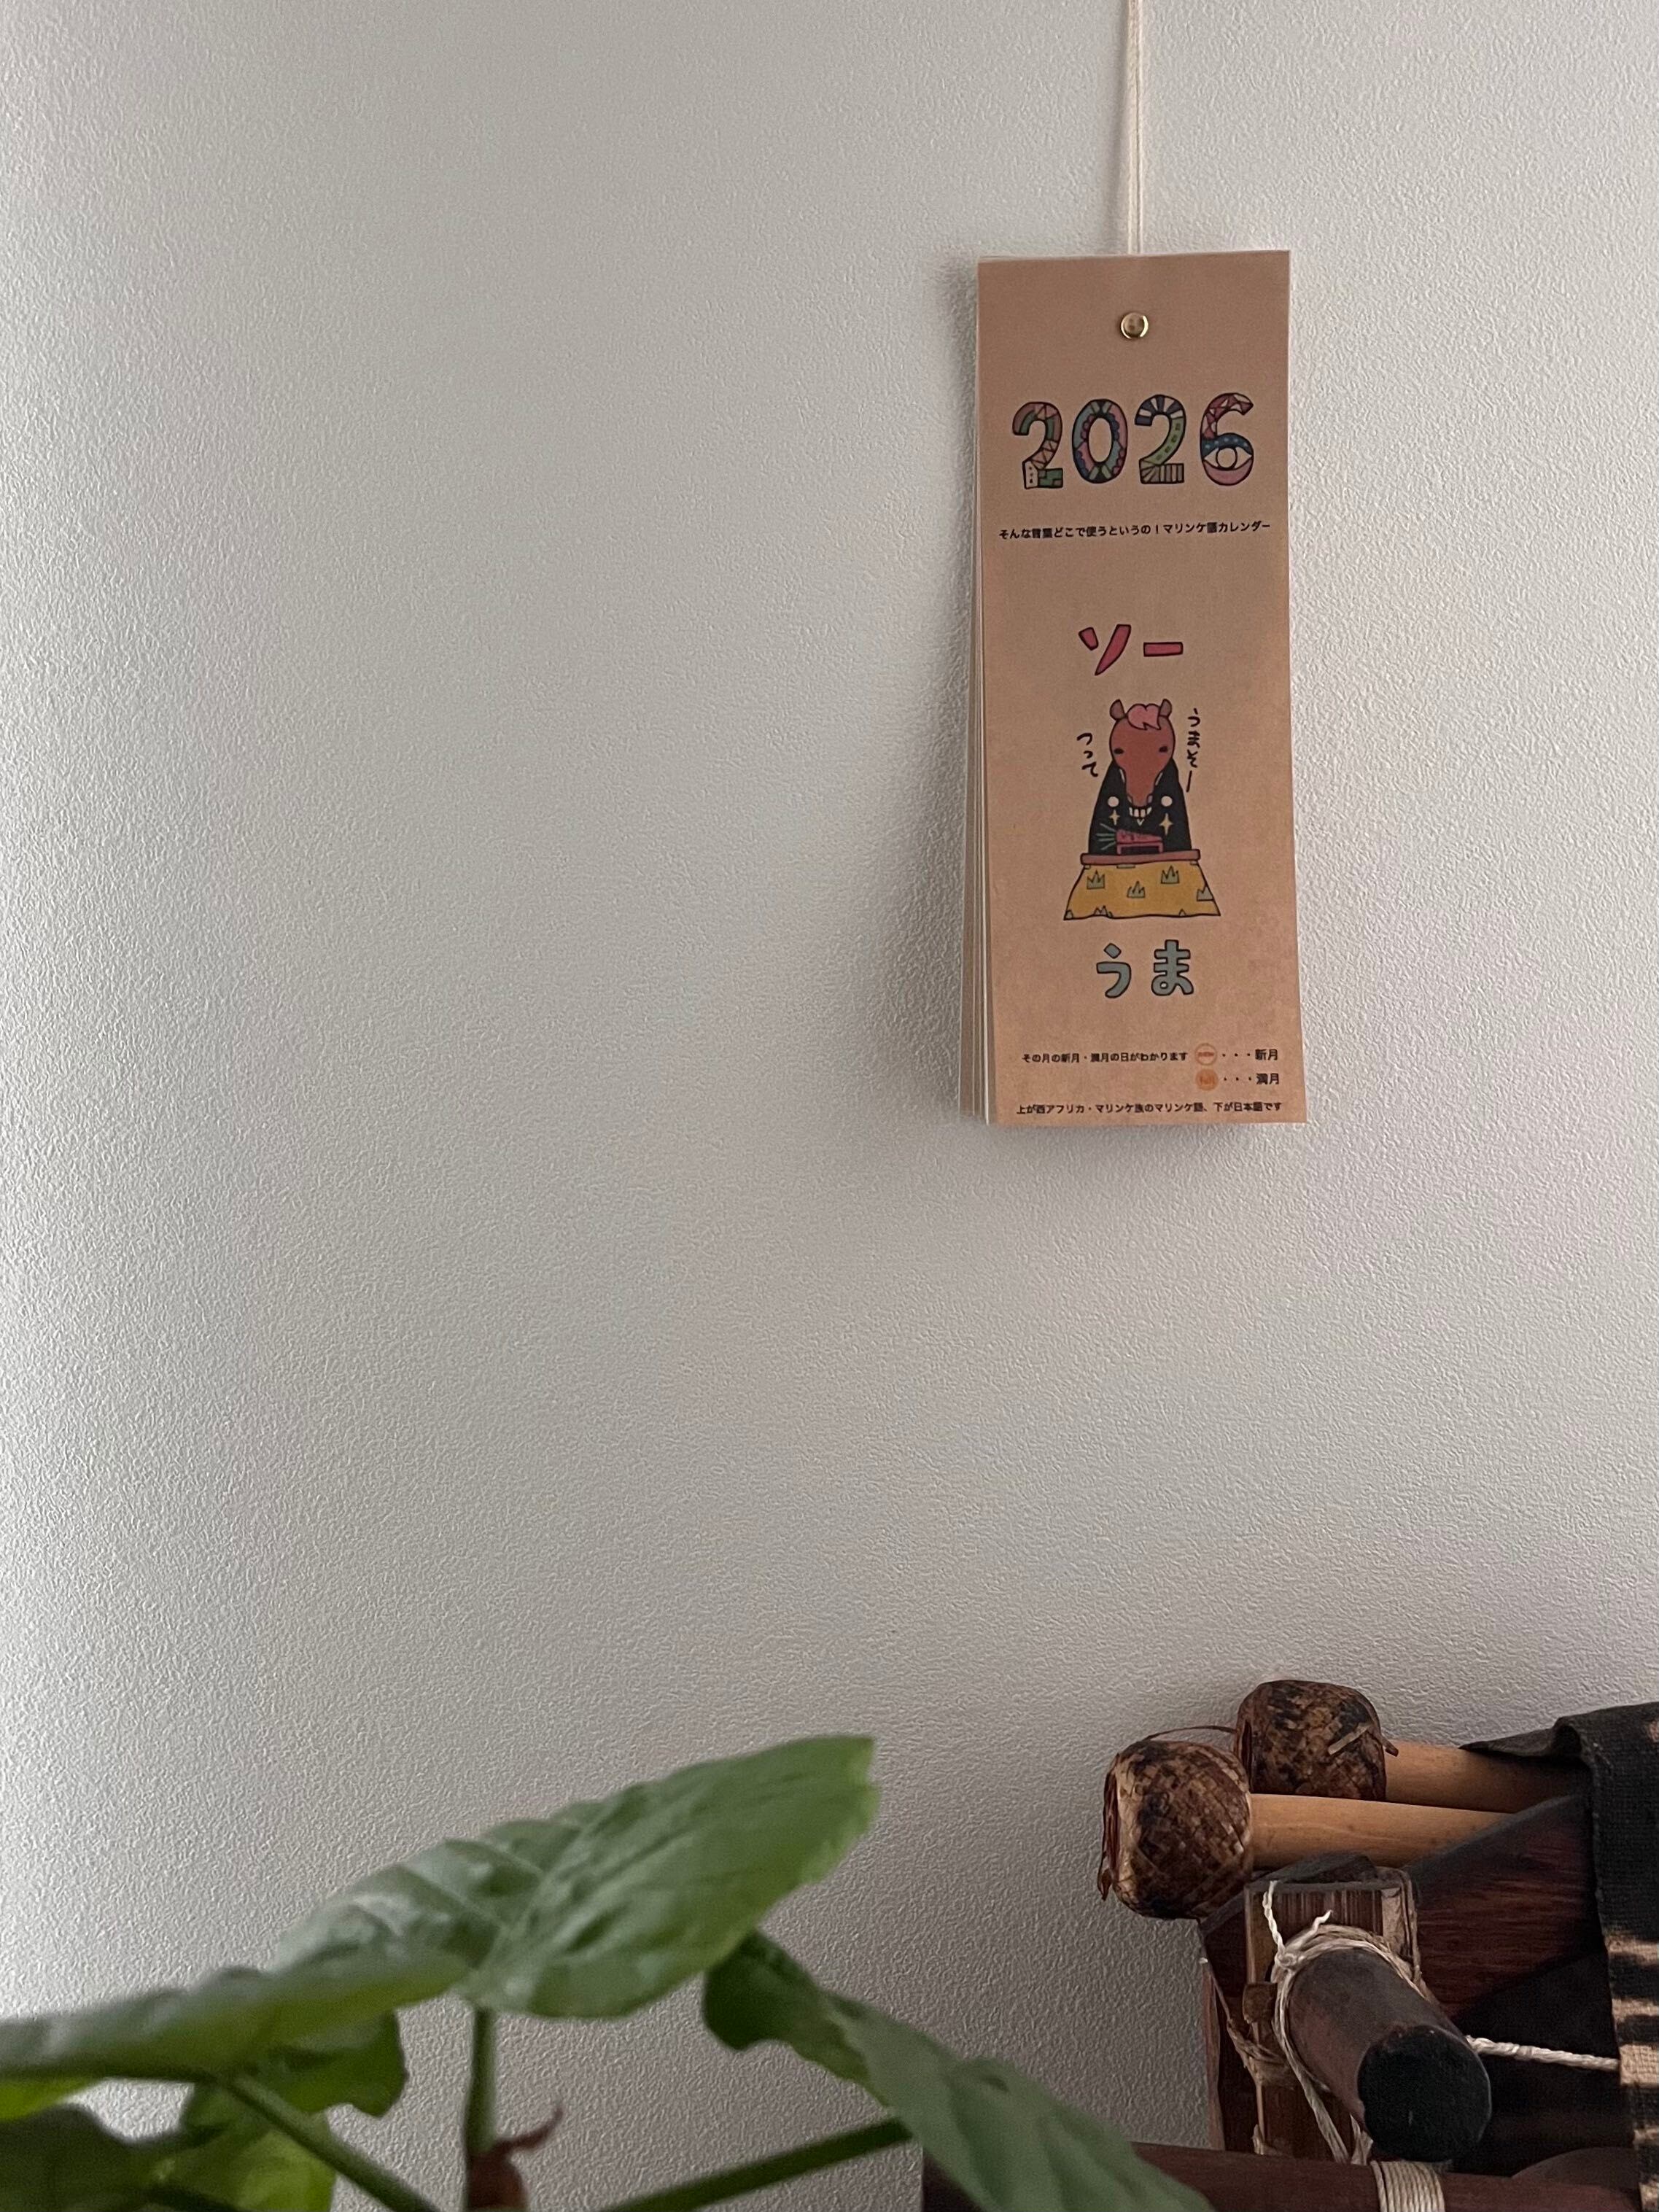 2026
そんな言葉どこで使うというの！マリンケ語カレンダー
ソー
うまそー
つって
うま
その月の新月・満月の日がわかります ・・・新月
・・・満月
上が西アフリカ・マリンケ族のマリンケ語、下が日本語です